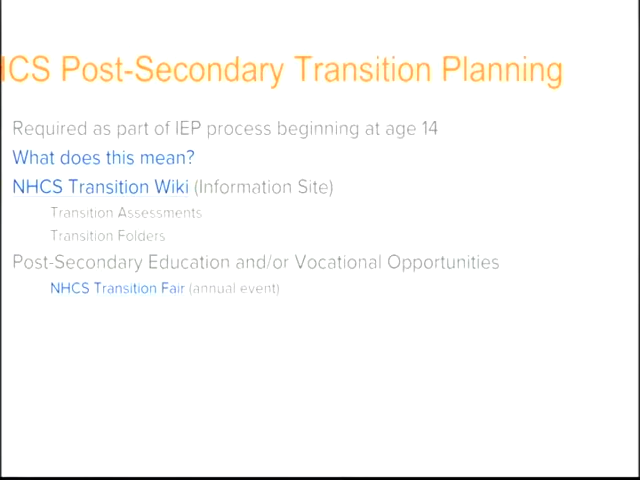 HCS Post-Secondary Transition Planning
Required as part of IEP process beginning at age 14
What does this mean?
NHCS Transition Wiki (Information Site)
Transition Assessments
Transition Folders
Post-Secondary Education and/or Vocational Opportunities
NHCS Transition Fair (annual event)